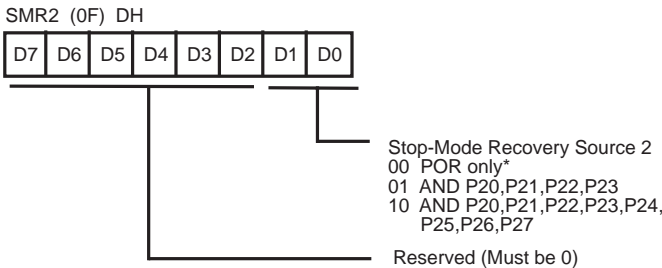 SMR2 (0F) DH
D7 D6 D5 D4 D3 D2 D1 D0
Stop-Mode Recovery Source 2
00 POR only*
01 AND P20,P21,P22,P23
10 AND P20,P21,P22,P23,P24,
P25,P26,P27
Reserved (Must be 0)